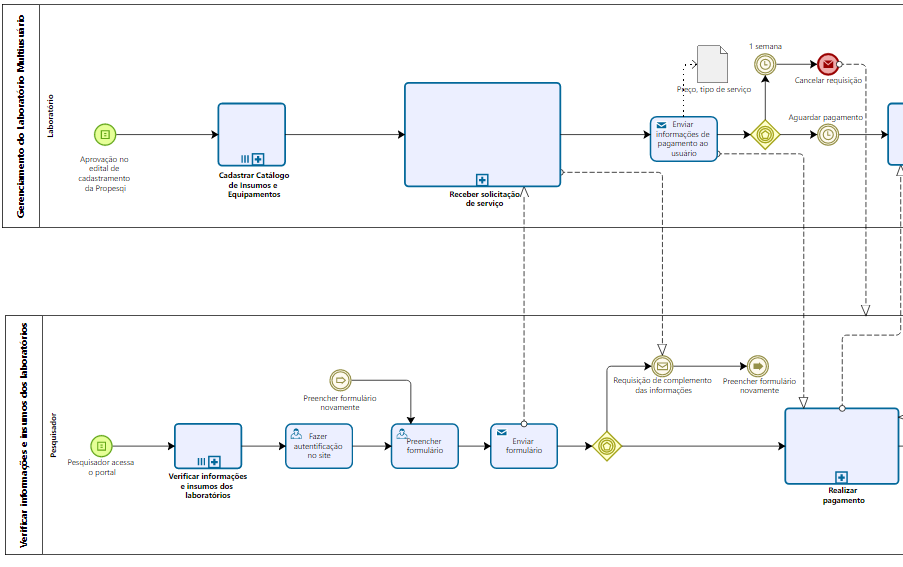 Gerenciamento do Laboratório Multiusuário
Laboratório
Aprovação no
edital de
cadastramento
da Propesqi
Cadastrar Catálogo
de Insumos e
Equipamentos
Receber solicitação
de serviço
Enviar
informações de
pagamento ao
usuário
Preço, tipo de serviço
1 semana
Cancelar requisição
Aguardar pagamento
Verificar informações e insumos dos laboratórios
Pesquisador
Pesquisador acessa
o portal
Verificar informações
e insumos dos
laboratórios
Fazer
autentificação
no site
Preencher formulário
novamente
Preencher
formulário
Enviar
formulário
Requisição de complemento
das informações
Preencher formulário
novamente
Realizar
pagamento